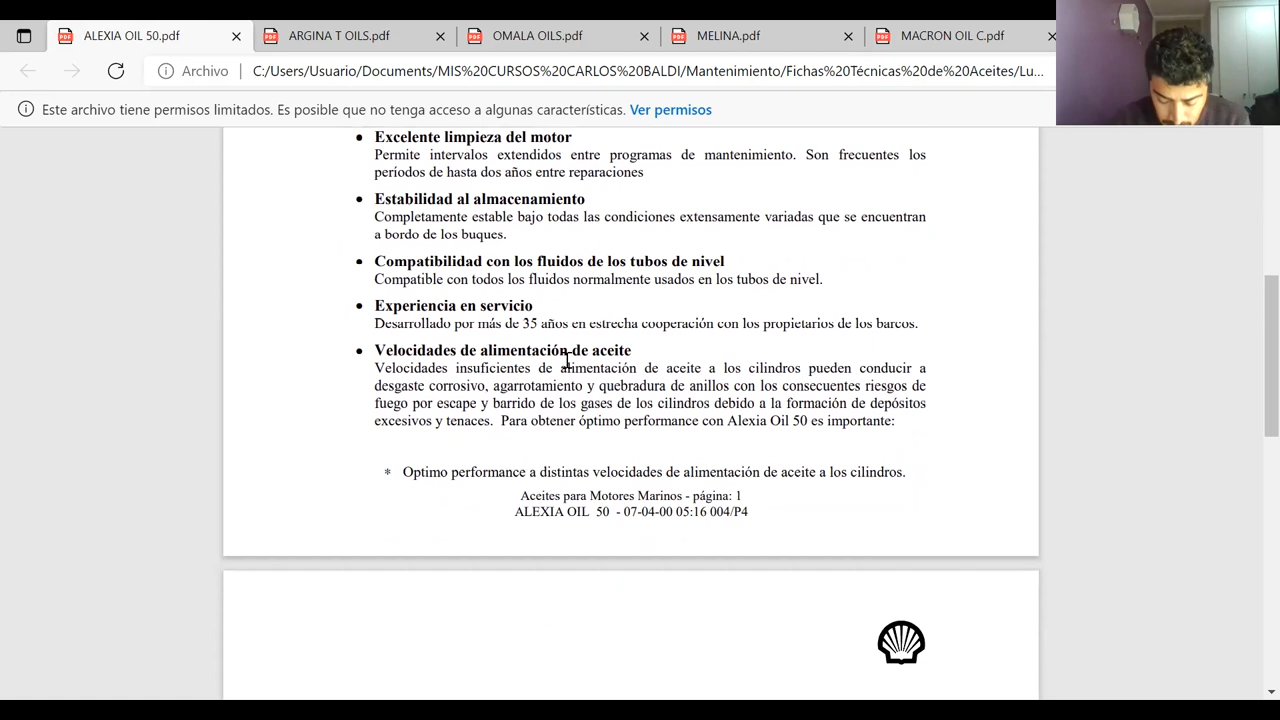 ALEXIA OIL 50.pdf
ARGINA T OILS.pdf
OMALA OILS.pdf
MELINA.pdf
MACRON OIL C.pdf
Archivo
C:/Users/Usuario/Documents/MIS%20CURSOS%20CARLOS%20BALDI/Mantenimiento/Fichas%20Técnicas%20de%20Aceites/Lu...
Este archivo tiene permisos limitados. Es posible que no tenga acceso a algunas características. Ver permisos
• Excelente limpieza del motor
Permite intervalos extendidos entre programas de mantenimiento. Son frecuentes los
períodos de hasta dos años entre reparaciones
• Estabilidad al almacenamiento
Completamente estable bajo todas las condiciones extensamente variadas que se encuentran
a bordo de los buques.
• Compatibilidad con los fluidos de los tubos de nivel
Compatible con todos los fluidos normalmente usados en los tubos de nivel.
• Experiencia en servicio
Desarrollado por más de 35 años en estrecha cooperación con los propietarios de los barcos.
• Velocidades de alimentación de aceite
Velocidades insuficientes de alimentación de aceite a los cilindros pueden conducir a
desgaste corrosivo, agarrotamiento y quebradura de anillos con los consecuentes riesgos de
fuego por escape y barrido de los gases de los cilindros debido a la formación de depósitos
excesivos y tenaces. Para obtener óptimo performance con Alexia Oil 50 es importante:
* Optimo performance a distintas velocidades de alimentación de aceite a los cilindros.
Aceites para Motores Marinos - página: 1
ALEXIA OIL 50 - 07-04-00 05:16 004/P4